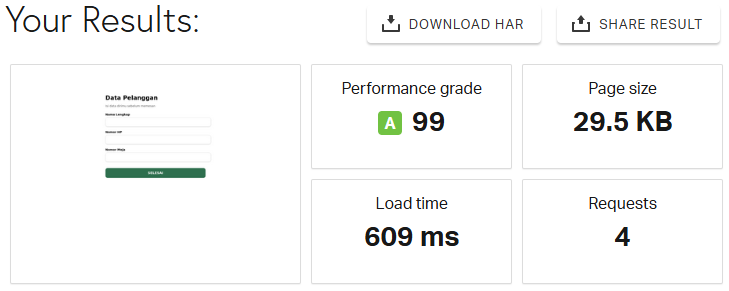 Your Results:
DOWNLOAD HAR
SHARE RESULT
Data Pelanggan
Nama Lengkap
Nomor HP
Nomor Meja
SELESAI
Performance grade
A 99
Page size
29.5 KB
Load time
609 ms
Requests
4